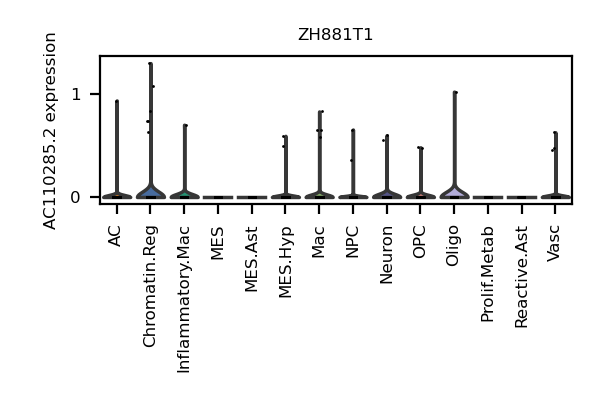 ZH881T1
AC110285.2 expression
1
0
AC
Chromatin.Reg
Inflammatory.Mac
MES
MES.Ast
MES.Hyp
Mac
NPC
Neuron
OPC
Oligo
Prolif.Metab
Reactive.Ast
Vasc